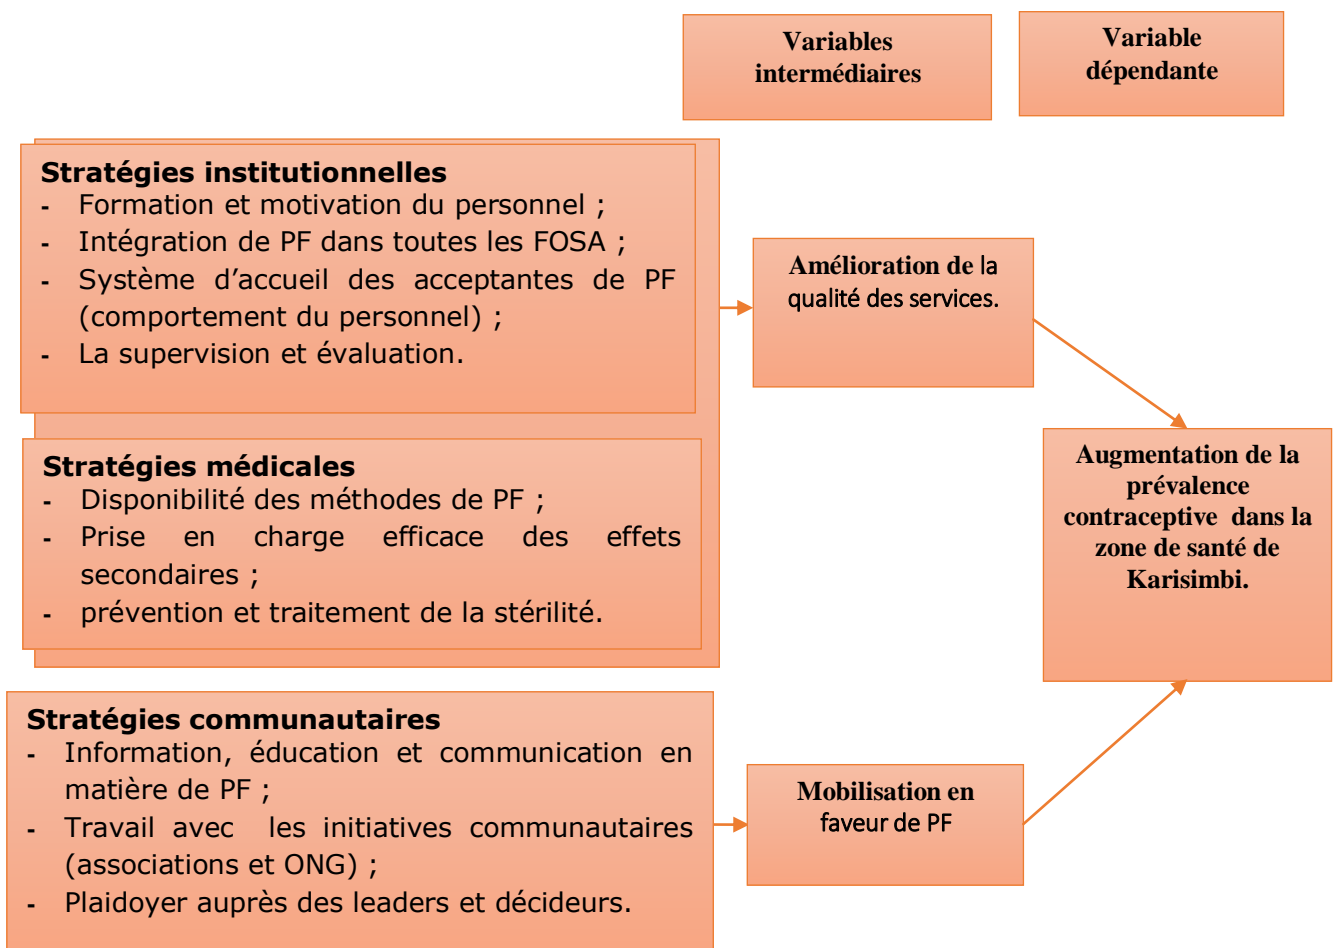 Variables
intermédiaires
Variable
dépendante
Stratégies institutionnelles
- Formation et motivation du personnel ;
- Intégration de PF dans toutes les FOSA ;
- Système d’accueil des acceptantes de PF
(comportement du personnel) ;
- La supervision et évaluation.
Amélioration de la
qualité des services.
Stratégies médicales
- Disponibilité des méthodes de PF ;
- Prise en charge efficace des effets
secondaires ;
- prévention et traitement de la stérilité.
Augmentation de la
prévalence
contraceptive dans la
zone de santé de
Karisimbi.
Stratégies communautaires
- Information, éducation et communication en
matière de PF ;
- Travail avec les initiatives communautaires
(associations et ONG) ;
- Plaidoyer auprès des leaders et décideurs.
Mobilisation en
faveur de PF